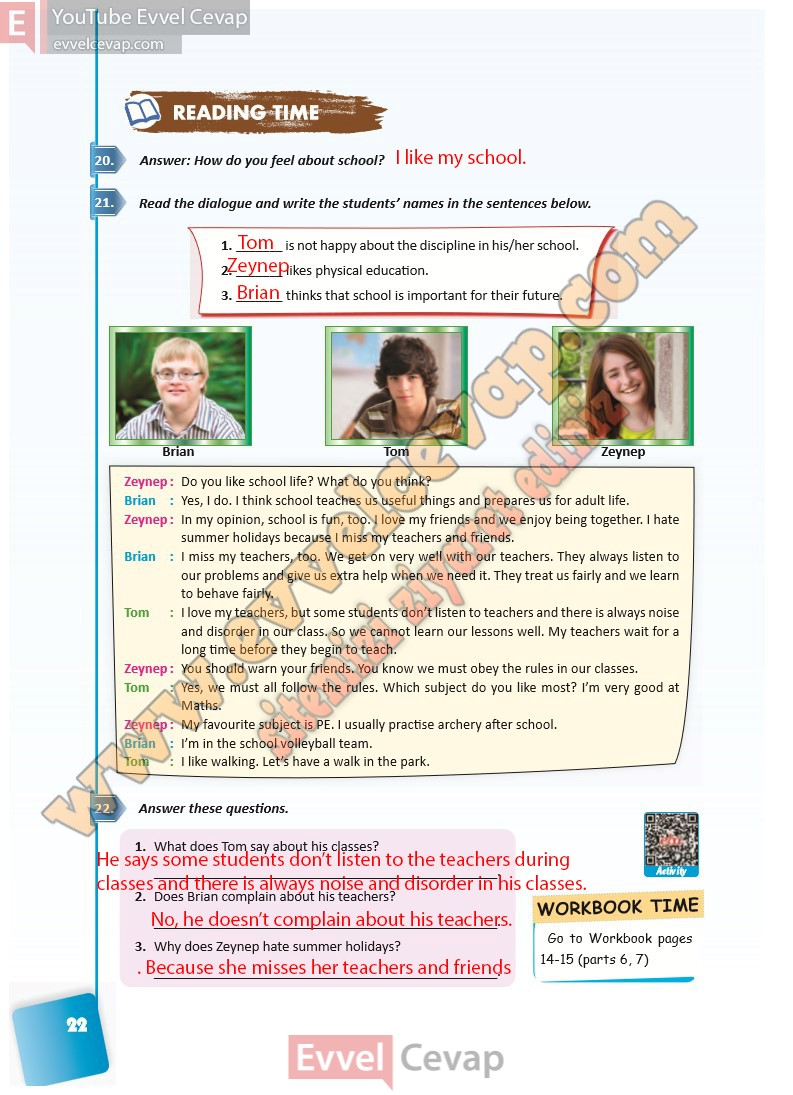 E YouTube Evvel Cevap
evvelcevap.com
READING TIME
20. Answer: How do you feel about school? I like my school.
21. Read the dialogue and write the students' names in the sentences below.
1. Tom is not happy about the discipline in his/her school.
2. Zeynep likes physical education.
3. Brian thinks that school is important for their future.
Brian Tom Zeynep
Zeynep : Do you like school life? What do you think?
Brian : Yes, I do. I think school teaches us useful things and prepares us for adult life.
Zeynep : In my opinion, school is fun, too. I love my friends and we enjoy being together. I hate
summer holidays because I miss my teachers and friends.
Brian : I miss my teachers, too. We get on very well with our teachers. They always listen to
our problems and give us extra help when we need it. They treat us fairly and we learn
to behave fairly.
Tom : I love my teachers, but some students don't listen to teachers and there is always noise
and disorder in our class. So we cannot learn our lessons well. My teachers wait for a
long time before they begin to teach.
Zeynep : You should warn your friends. You know we must obey the rules in our classes.
Tom : Yes, we must all follow the rules. Which subject do you like most? I'm very good at
Maths.
Zeynep : My favourite subject is PE. I usually practise archery after school.
Brian : I'm in the school volleyball team.
Tom : I like walking. Let's have a walk in the park.
www.evvelcevap.com
sitemizi ziyaret ediniz
22. Answer these questions.
1. What does Tom say about his classes?
He says some students don't listen to the teachers during
classes and there is always noise and disorder in his classes.
2. Does Brian complain about his teachers?
No, he doesn't complain about his teachers.
3. Why does Zeynep hate summer holidays?
. Because she misses her teachers and friends
Activity
WORKBOOK TIME
Go to Workbook pages
14-15 (parts 6, 7)
22
Evvel Cevap